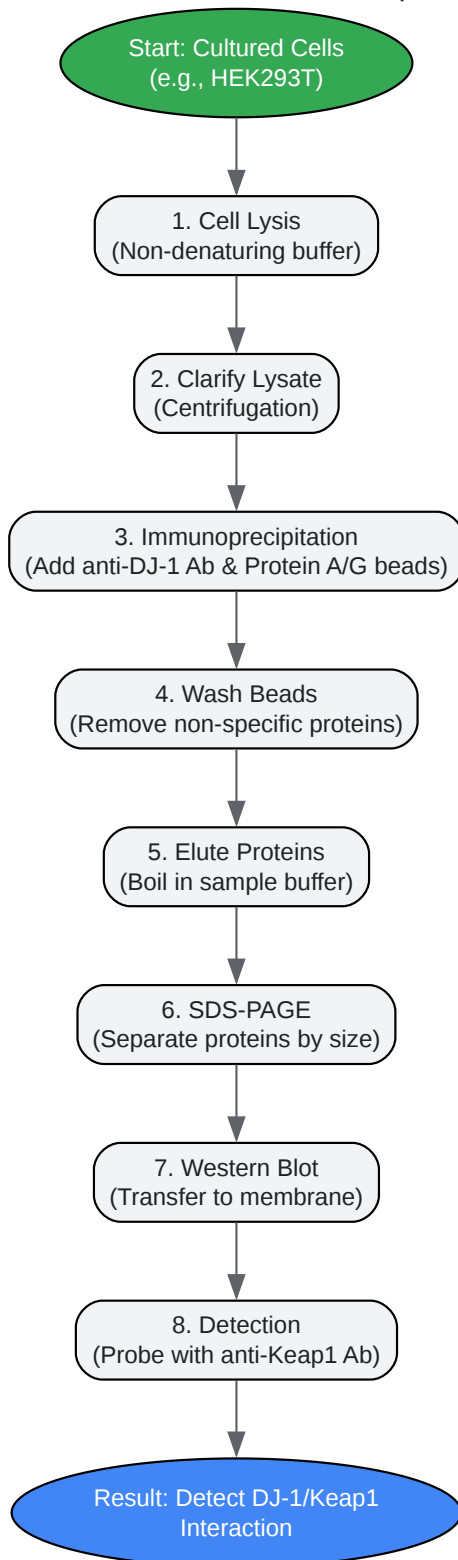 Start: Cultured Cells
(e.g., HEK293T)
1. Cell Lysis
(Non-denaturing buffer)
2. Clarify Lysate
(Centrifugation)
3. Immunoprecipitation
(Add anti-DJ-1 Ab & Protein A/G beads)
4. Wash Beads
(Remove non-specific proteins)
5. Elute Proteins
(Boil in sample buffer)
6. SDS-PAGE
(Separate proteins by size)
7. Western Blot
(Transfer to membrane)
8. Detection
(Probe with anti-Keap1 Ab)
Result: Detect DJ-1/Keap1
Interaction